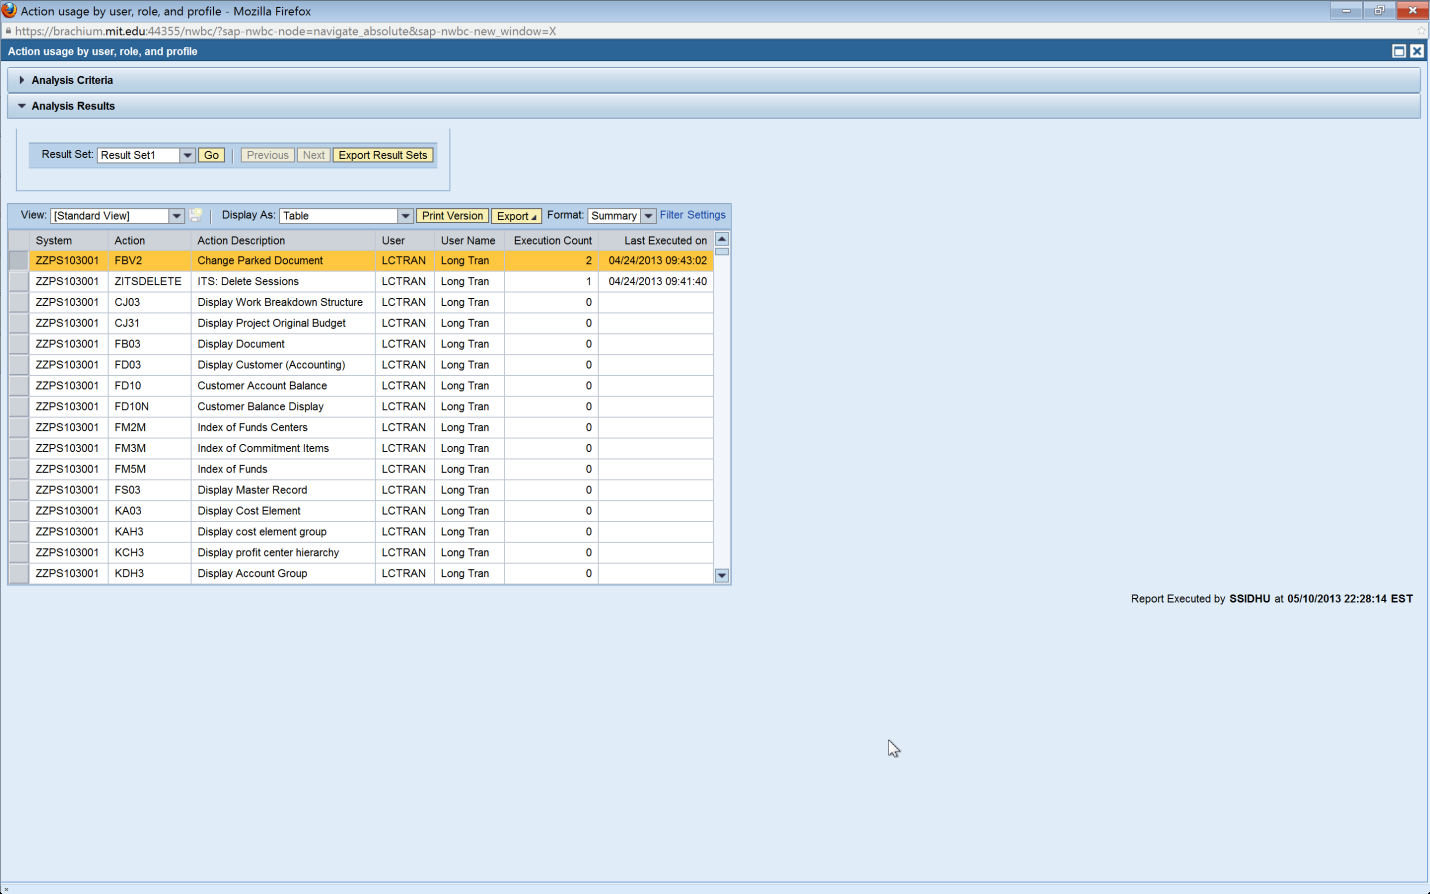 Action usage by user, role, and profile - Mozilla Firefox
https://brachium.mit.edu:44355/nwbc/?sap-nwbc-node=navigate_absolute&sap-nwbc-new_window=X
Action usage by user, role, and profile
Analysis Criteria
Analysis Results
Result Set: Result Set1 Go Previous Next Export Result Sets
View: [Standard View] Display As: Table Print Version Export Format: Summary Filter Settings
System Action Action Description User User Name Execution Count Last Executed on
ZZPS103001 FBV2 Change Parked Document LCTRAN Long Tran 2 04/24/2013 09:43:02
ZZPS103001 ZITSDELETE ITS: Delete Sessions LCTRAN Long Tran 1 04/24/2013 09:41:40
ZZPS103001 CJ03 Display Work Breakdown Structure LCTRAN Long Tran 0
ZZPS103001 CJ31 Display Project Original Budget LCTRAN Long Tran 0
ZZPS103001 FB03 Display Document LCTRAN Long Tran 0
ZZPS103001 FD03 Display Customer (Accounting) LCTRAN Long Tran 0
ZZPS103001 FD10 Customer Account Balance LCTRAN Long Tran 0
ZZPS103001 FD10N Customer Balance Display LCTRAN Long Tran 0
ZZPS103001 FM2M Index of Funds Centers LCTRAN Long Tran 0
ZZPS103001 FM3M Index of Commitment Items LCTRAN Long Tran 0
ZZPS103001 FM5M Index of Funds LCTRAN Long Tran 0
ZZPS103001 FS03 Display Master Record LCTRAN Long Tran 0
ZZPS103001 KA03 Display Cost Element LCTRAN Long Tran 0
ZZPS103001 KAH3 Display cost element group LCTRAN Long Tran 0
ZZPS103001 KCH3 Display profit center hierarchy LCTRAN Long Tran 0
ZZPS103001 KDH3 Display Account Group LCTRAN Long Tran 0
Report Executed by SSIDHU at 05/10/2013 22:28:14 EST